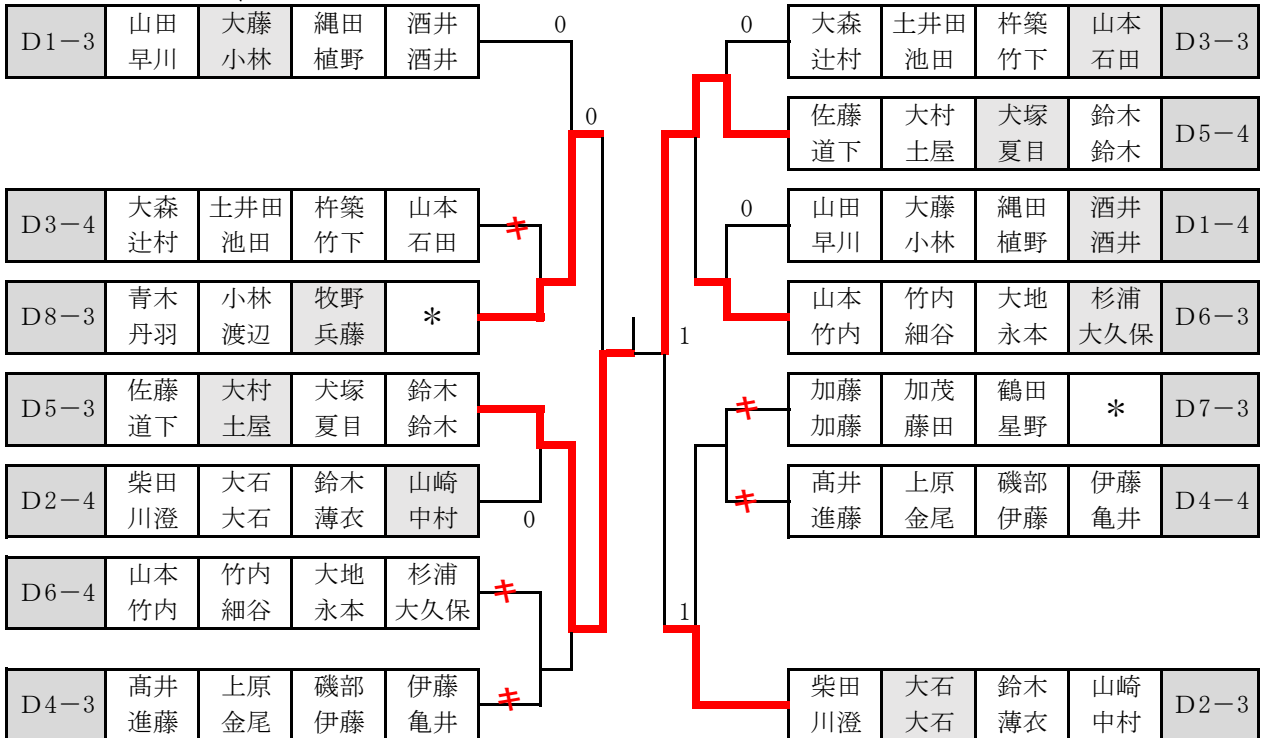 D1-3 山田 大藤 縄田 酒井
早川 小林 植野 酒井
0
0
D3-4 大森 土井田 杵築 山本
辻村 池田 竹下 石田
キ
D8-3 青木 小林 牧野 *
丹羽 渡辺 兵藤
D5-3 佐藤 大村 犬塚 鈴木
道下 土屋 夏目 鈴木
D2-4 柴田 大石 鈴木 山崎
川澄 大石 薄衣 中村
0
D6-4 山本 竹内 大地 杉浦
竹内 細谷 永本 大久保
キ
D4-3 髙井 上原 磯部 伊藤
進藤 金尾 伊藤 亀井
キ
0
大森 土井田 杵築 山本 D3-3
辻村 池田 竹下 石田
佐藤 大村 犬塚 鈴木 D5-4
道下 土屋 夏目 鈴木
0
山田 大藤 縄田 酒井 D1-4
早川 小林 植野 酒井
山本 竹内 大地 杉浦 D6-3
竹内 細谷 永本 大久保
1
キ
加藤 加茂 鶴田 * D7-3
加藤 藤田 星野
キ
髙井 上原 磯部 伊藤 D4-4
進藤 金尾 伊藤 亀井
1
柴田 大石 鈴木 山崎 D2-3
川澄 大石 薄衣 中村